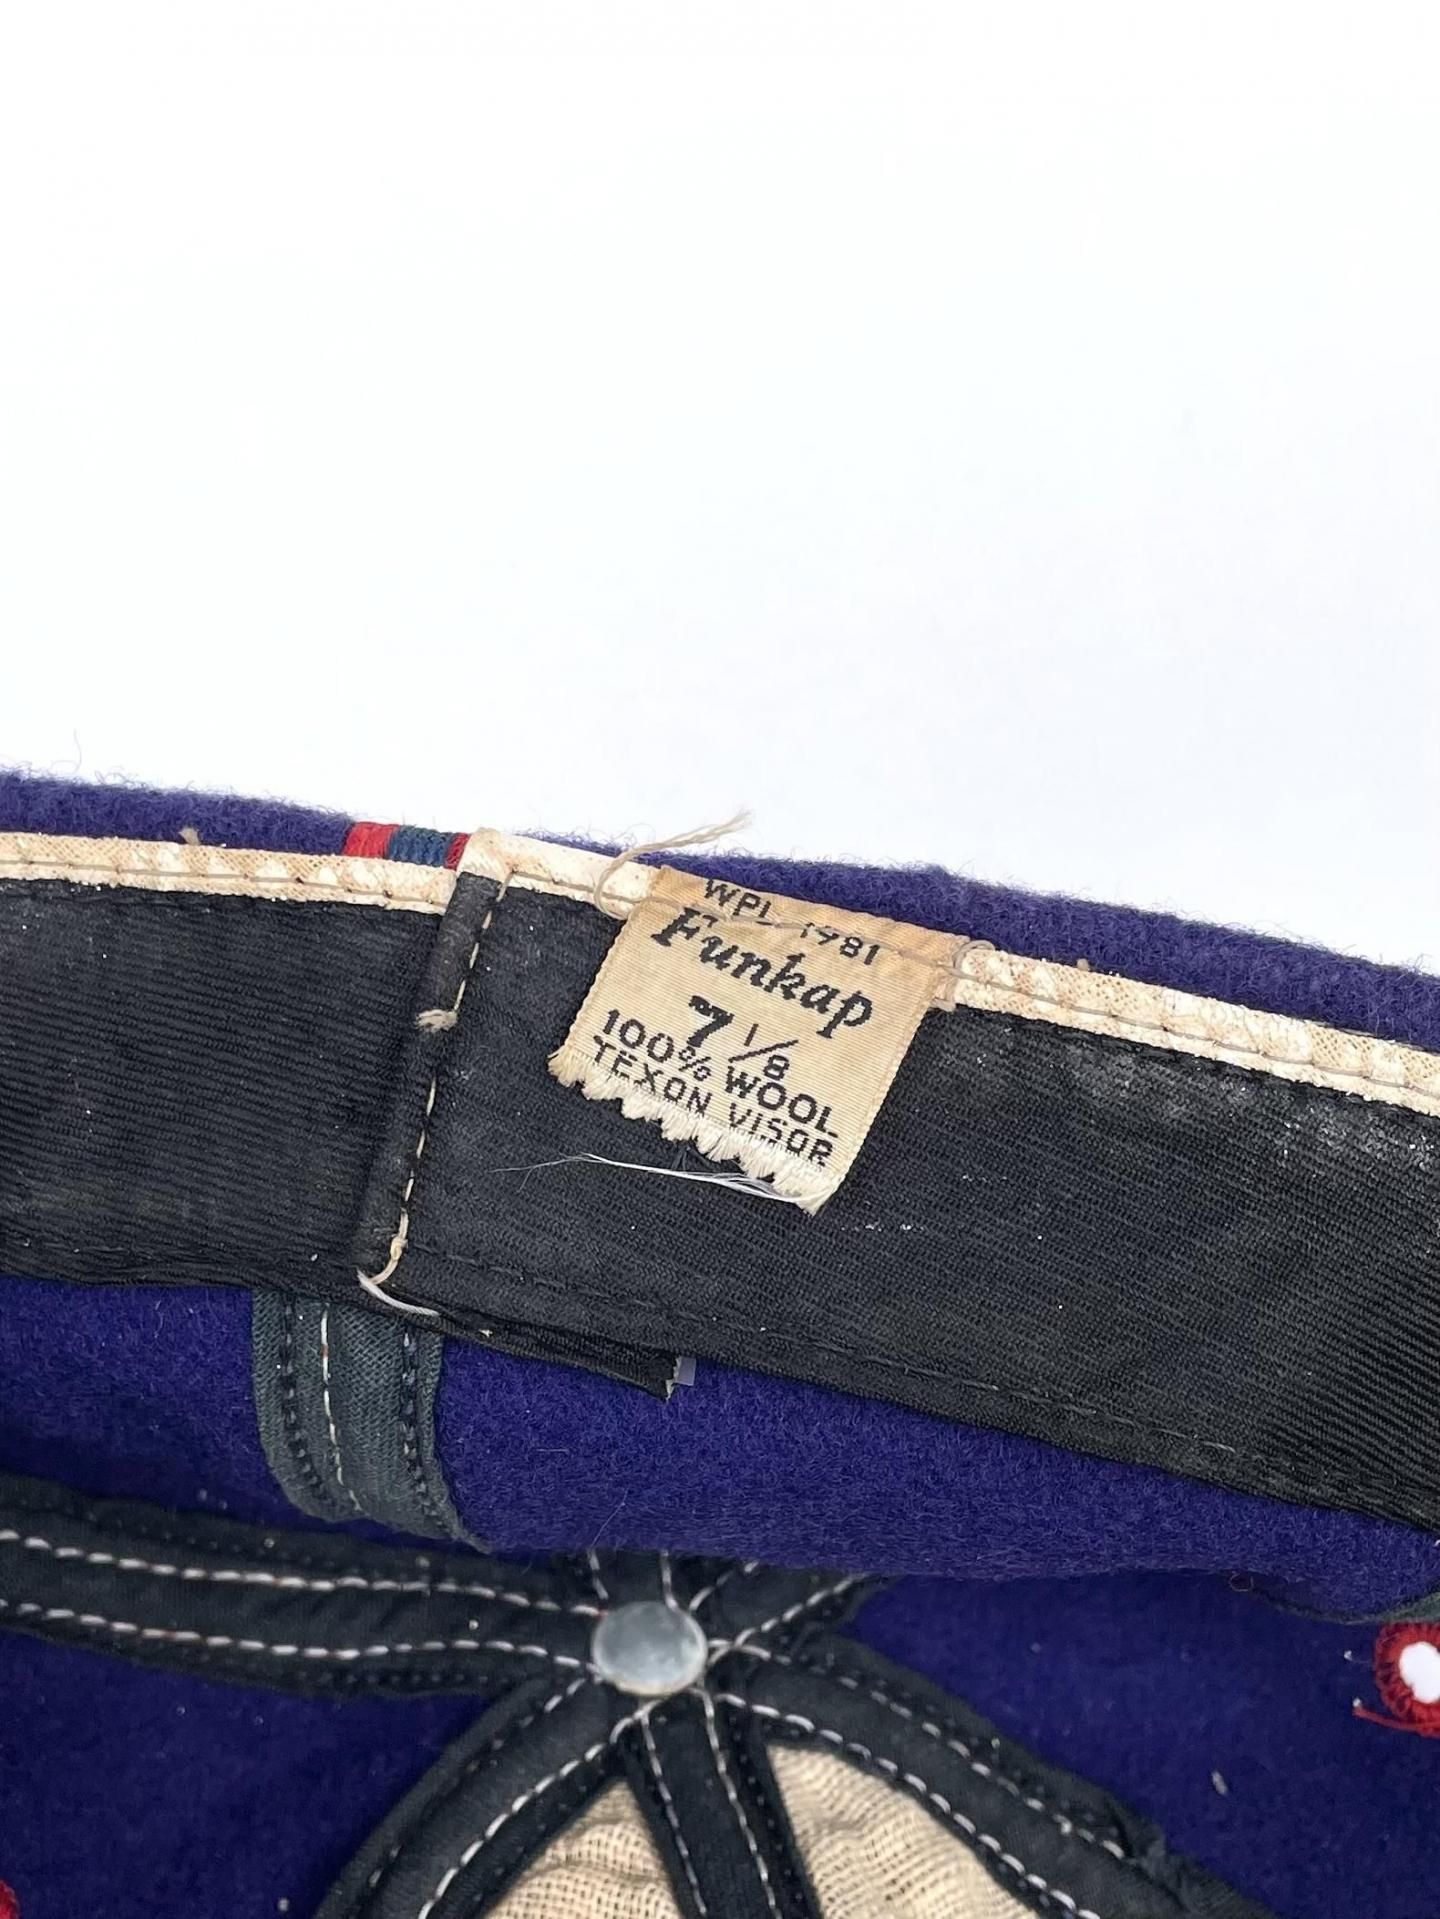 WPL 1981
Funkap
7 1/8
100% WOOL
TEXON VISOR